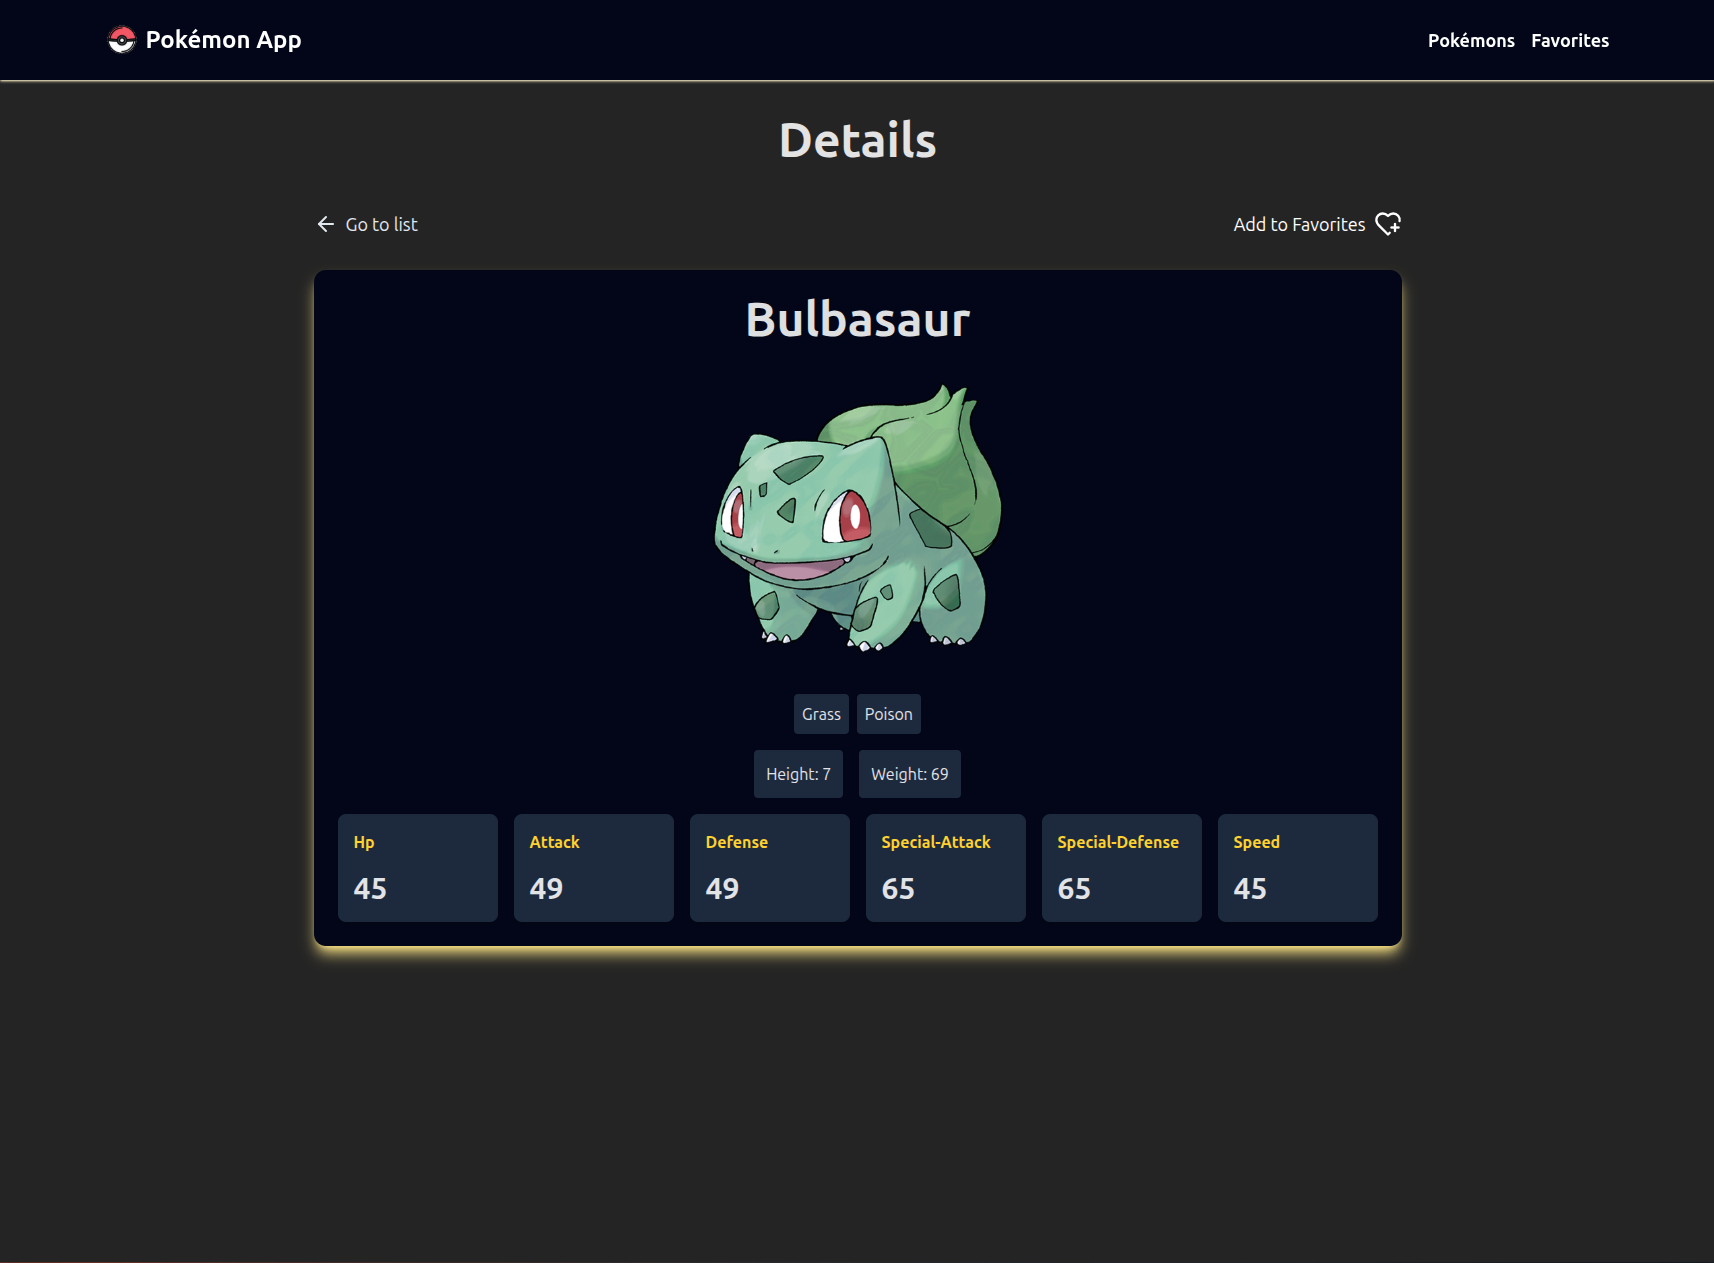 Pokémon App
Pokémons Favorites
Details
Go to list
Add to Favorites
Bulbasaur
Grass Poison
Height: 7 Weight: 69
Hp Attack Defense Special-Attack Special-Defense Speed
45 49 49 65 65 45